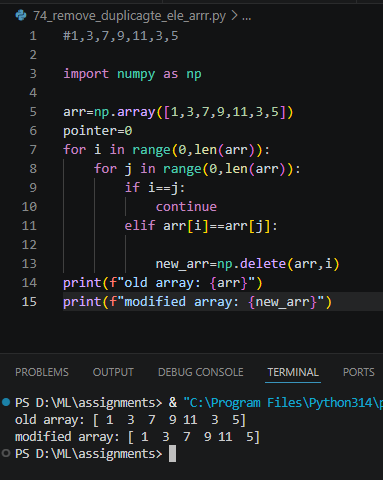 74_remove_duplicagte_ele_arrr.py > ...
1 #1,3,7,9,11,3,5
2
3 import numpy as np
4
5 arr=np.array([1,3,7,9,11,3,5])
6 pointer=0
7 for i in range(0,len(arr)):
8 for j in range(0,len(arr)):
9 if i==j:
10 continue
11 elif arr[i]==arr[j]:
12
13 new_arr=np.delete(arr,i)
14 print(f"old array: {arr}")
15 print(f"modified array: {new_arr}")
PROBLEMS OUTPUT DEBUG CONSOLE TERMINAL PORTS
PS D:\ML\assignments> & "C:\Program Files\Python314\p
old array: [ 1  3  7  9 11  3  5]
modified array: [ 1  3  7  9 11  5]
PS D:\ML\assignments>